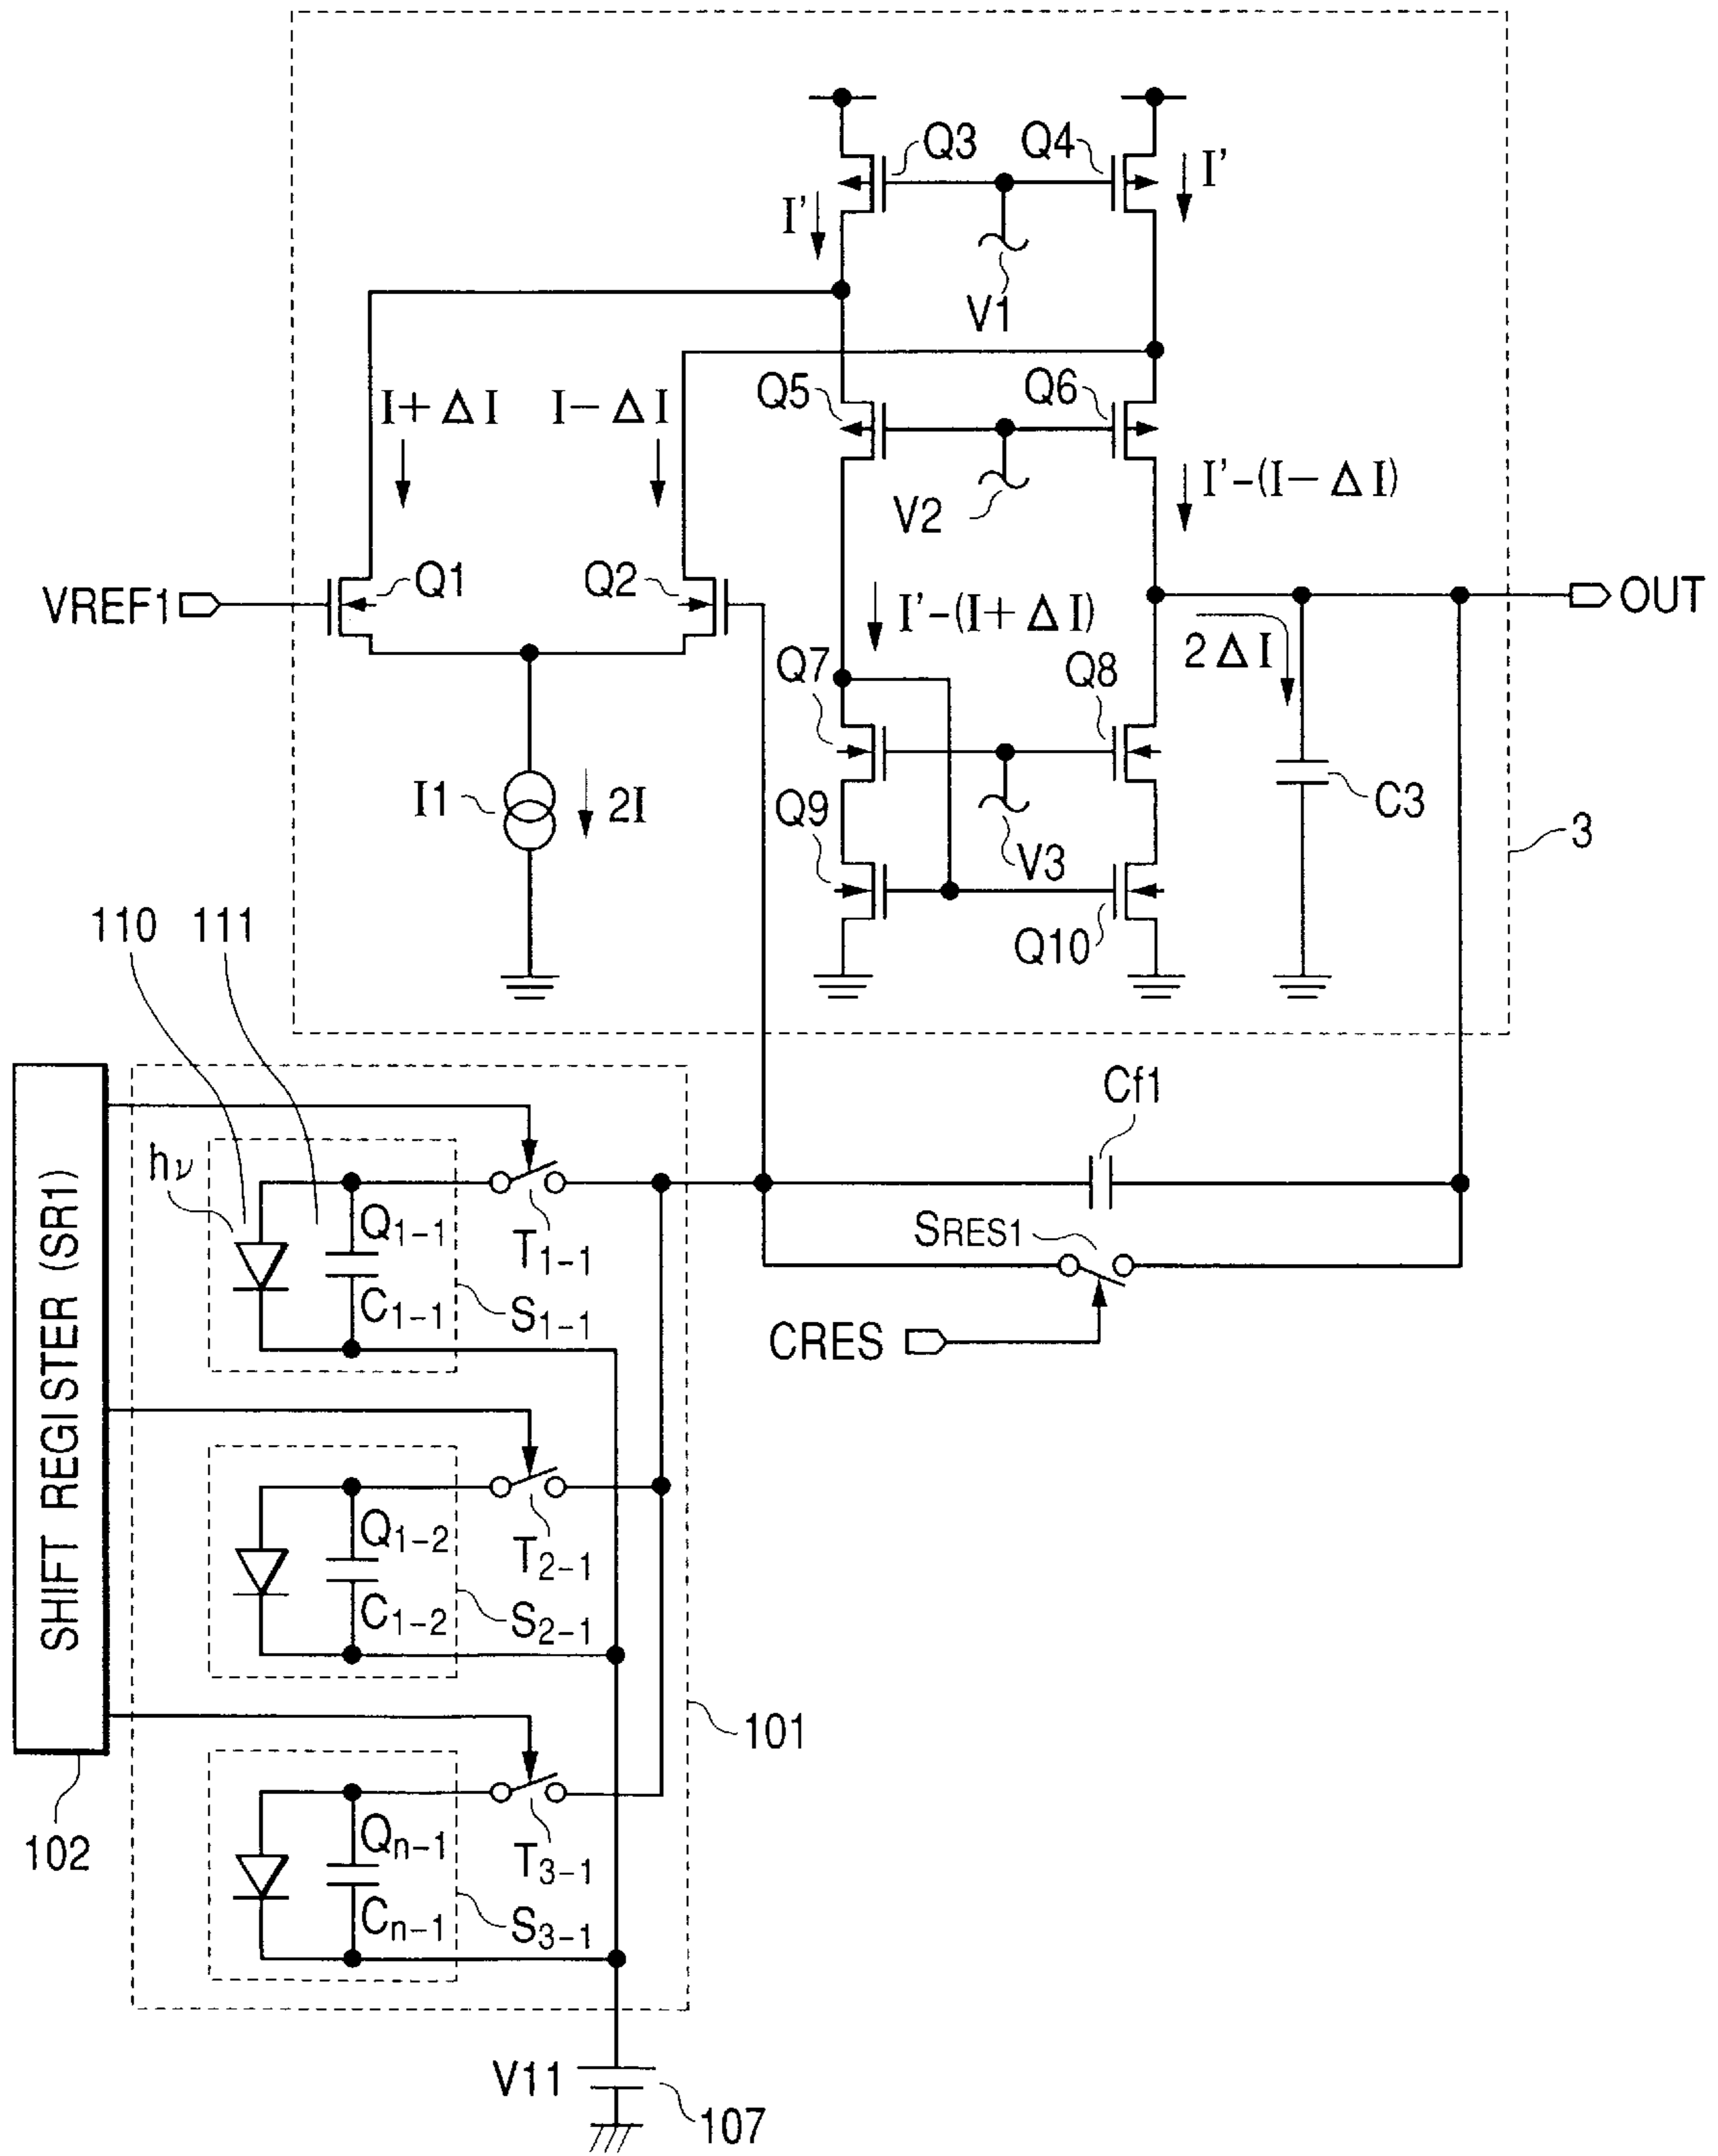 Q3
Q4
I'
I'
V1
Q5
Q6
I+ΔI
I−ΔI
V2
I'-(I−ΔI)
Q1
Q2
VREF1
OUT
I'-(I+ΔI)
2ΔI
Q7
Q8
I1
2I
Q9
V3
C3
3
Q10
110
111
Cf1
hν
Q1-1
T1-1
SRES1
C1-1
S1-1
CRES
SHIFT REGISTER (SR1)
Q1-2
T2-1
C1-2
S2-1
101
102
Qn-1
T3-1
Cn-1
S3-1
V11
107